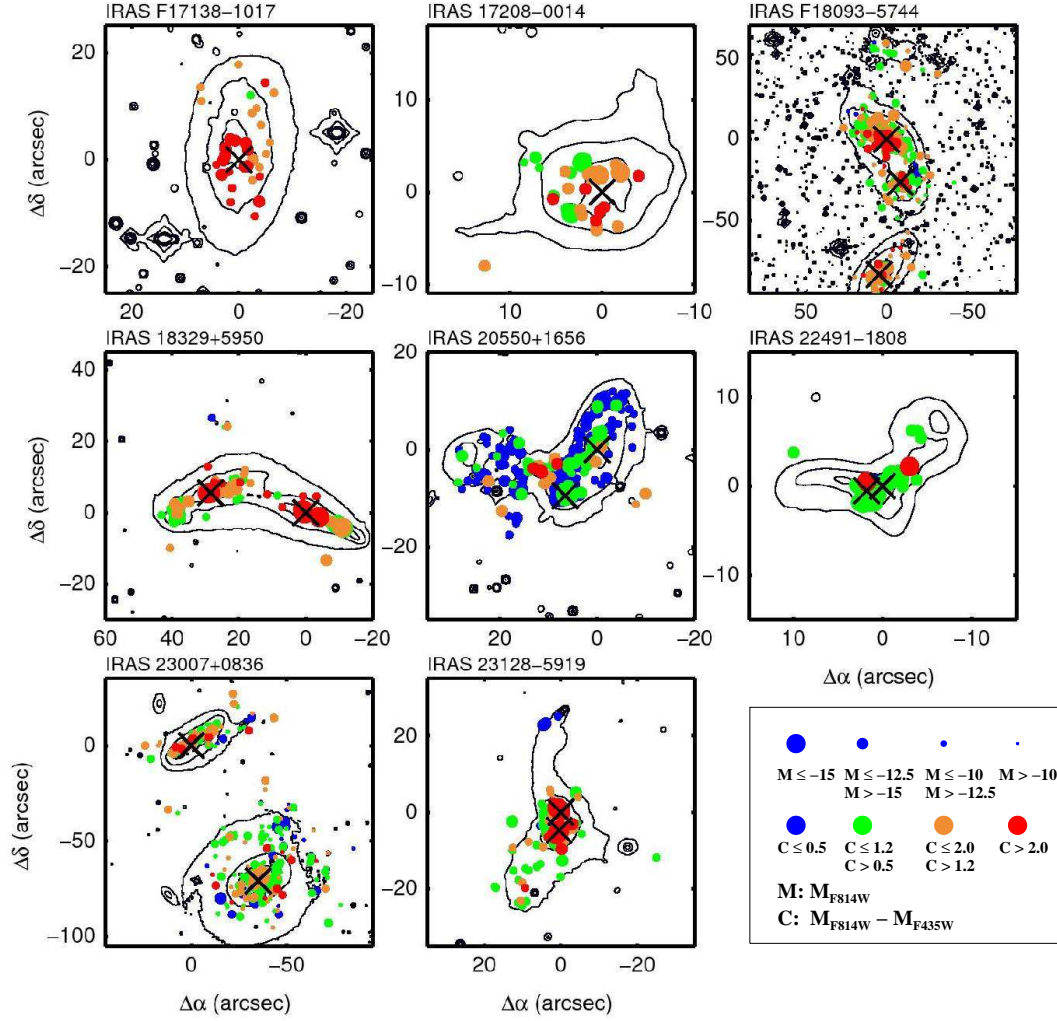 IRAS F17138−1017
IRAS 17208−0014
IRAS F18093−5744
20
0
−20
Δδ (arcsec)
20
0
−20
10
0
−10
10
0
−10
50
0
−50
50
0
−50
IRAS 18329+5950
IRAS 20550+1656
IRAS 22491−1808
Δδ (arcsec)
40
20
0
−20
60
40
20
0
−20
20
0
−20
30
20
10
0
−10
−20
10
0
−10
10
0
−10
Δα (arcsec)
IRAS 23007+0836
IRAS 23128−5919
Δδ (arcsec)
0
−50
−100
0
−50
Δα (arcsec)
20
0
−20
20
0
−20
Δα (arcsec)
M ≤ −15 M ≤ −12.5 M ≤ −10 M > −10
M > −15 M > −12.5
C ≤ 0.5 C ≤ 1.2 C ≤ 2.0 C > 2.0
C > 0.5 C > 1.2
M: M_F814W
C: M_F814W − M_F435W